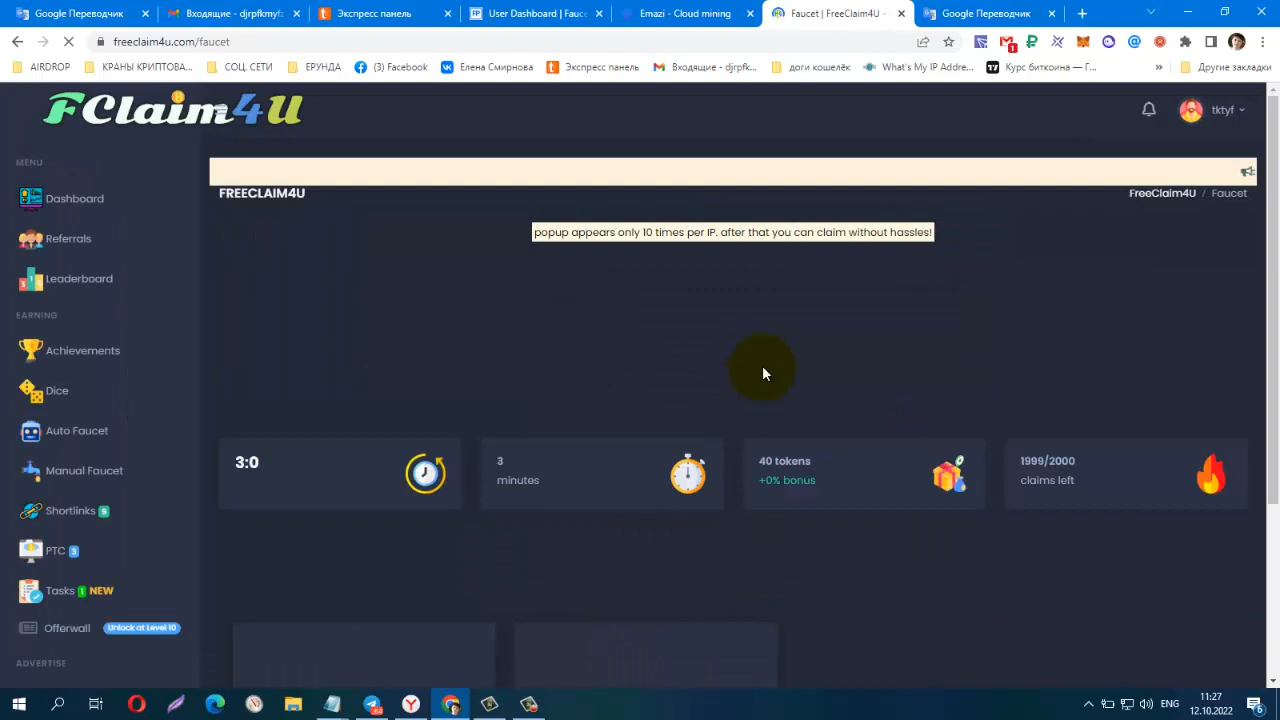 Google Переводчик
Входящие - djrpfkmyf:
Экспресс панель
User Dashboard | Fauce
Emazi - Cloud mining
Faucet | FreeClaim4U -
Google Переводчик
freeclaim4u.com/faucet
AIRDROP
КРАНЫ КРИПТОВА...
СОЦ. СЕТИ
ЕРУНДА
(3) Facebook
Елена Смирнова
Экспресс панель
Входящие - djrpfk...
доги кошелёк
What's My IP Addre...
Курс биткоина — Г...
»
Другие закладки
FClaim4U
tktyf
MENU
Dashboard
Referrals
Leaderboard
EARNING
Achievements
Dice
Auto Faucet
Manual Faucet
Shortlinks 9
PTC 3
Tasks 1 NEW
Offerwall Unlock at Level 10
ADVERTISE
FREECLAIM4U
FreeClaim4U / Faucet
popup appears only 10 times per IP. after that you can claim without hassles!
3:0
3
minutes
40 tokens
+0% bonus
1999/2000
claims left
ENG
11:27
12.10.2022